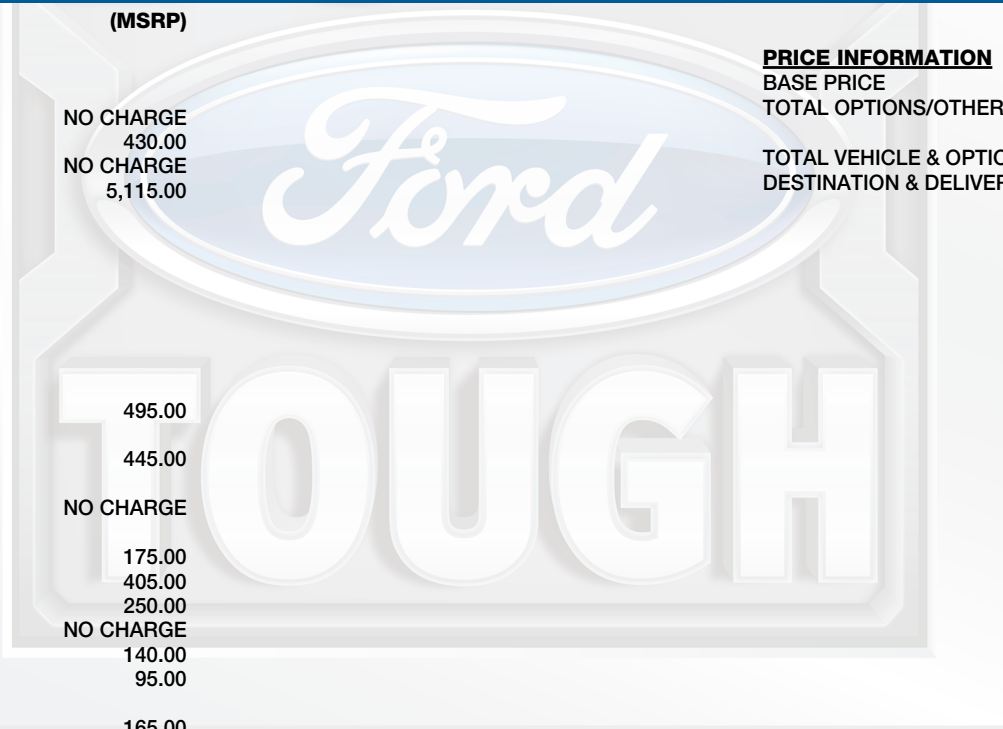 (MSRP)
NO CHARGE
430.00
NO CHARGE
5,115.00
495.00
445.00
NO CHARGE
175.00
405.00
250.00
NO CHARGE
140.00
95.00
165.00
PRICE INFORMATION
BASE PRICE
TOTAL OPTIONS/OTHER
TOTAL VEHICLE & OPTIO
DESTINATION & DELIVER
Ford
TOUGH